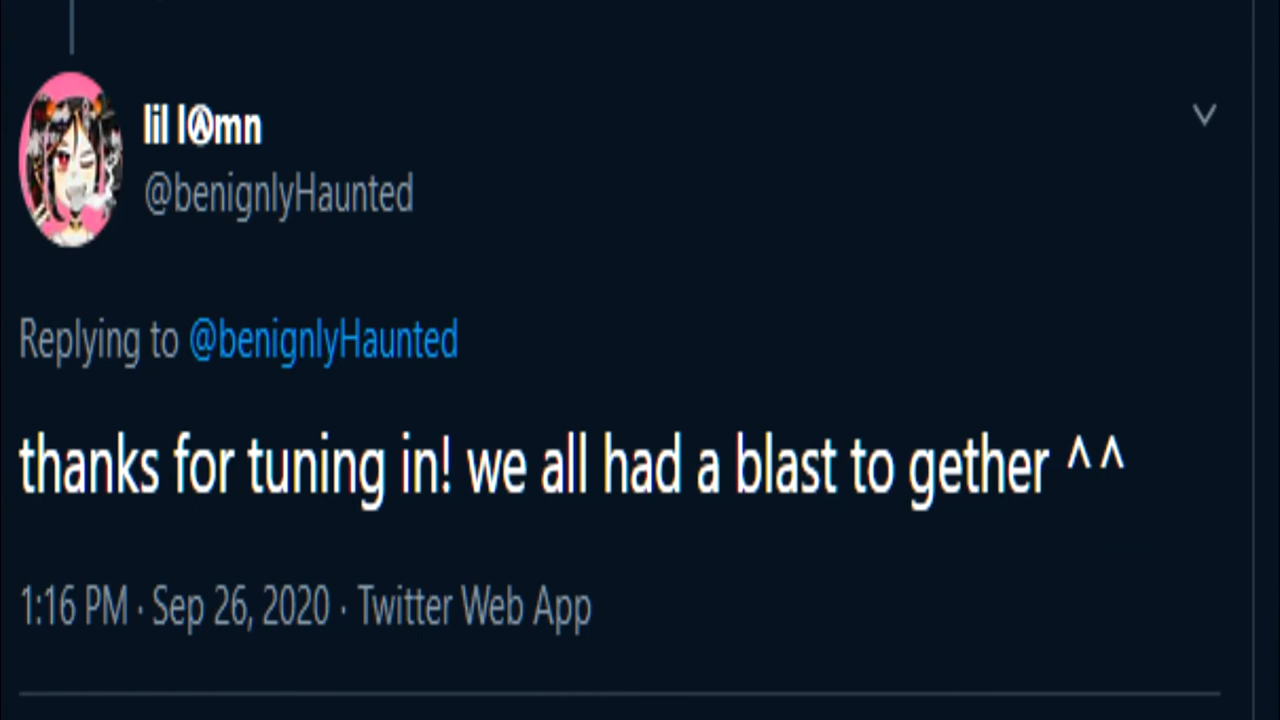 lil lⒶmn
@benignlyHaunted
Replying to @benignlyHaunted
thanks for tuning in! we all had a blast to gether ^^
1:16 PM · Sep 26, 2020 · Twitter Web App